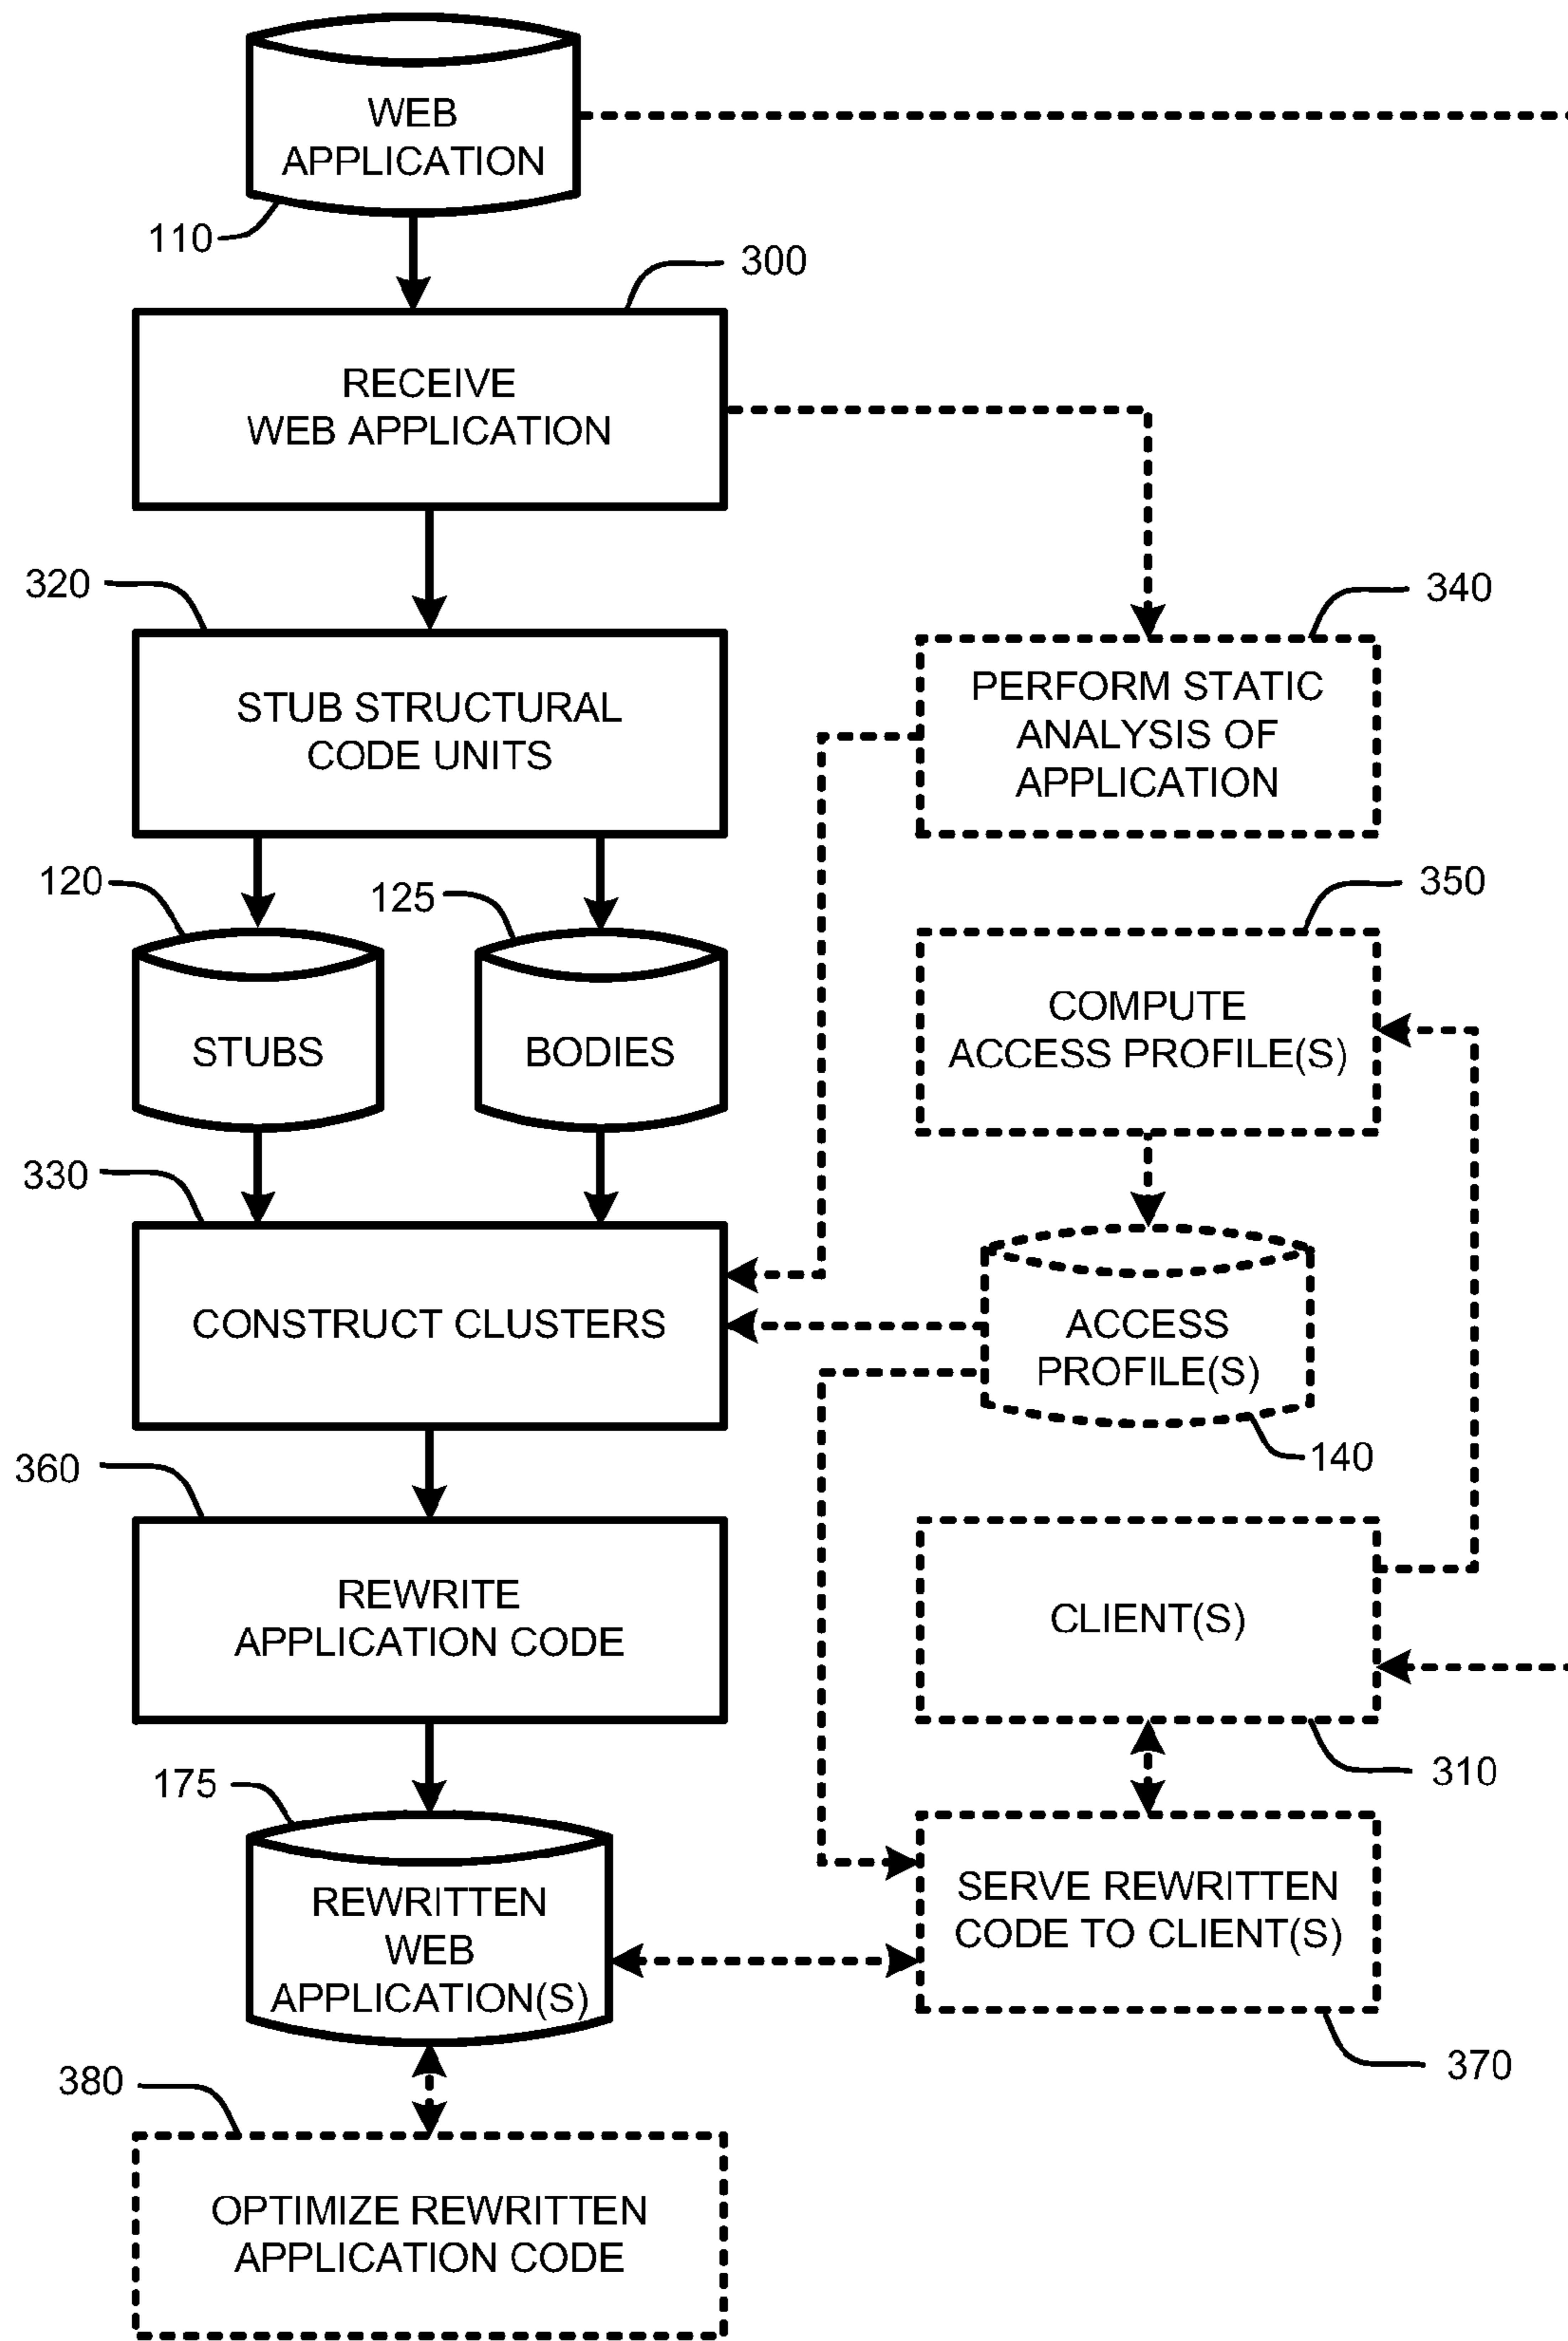 WEB
APPLICATION
110
300
RECEIVE
WEB APPLICATION
320
340
STUB STRUCTURAL
CODE UNITS
PERFORM STATIC
ANALYSIS OF
APPLICATION
120
125
350
STUBS
BODIES
COMPUTE
ACCESS PROFILE(S)
330
CONSTRUCT CLUSTERS
ACCESS
PROFILE(S)
140
360
REWRITE
APPLICATION CODE
CLIENT(S)
310
175
REWRITTEN
WEB
APPLICATION(S)
SERVE REWRITTEN
CODE TO CLIENT(S)
370
380
OPTIMIZE REWRITTEN
APPLICATION CODE